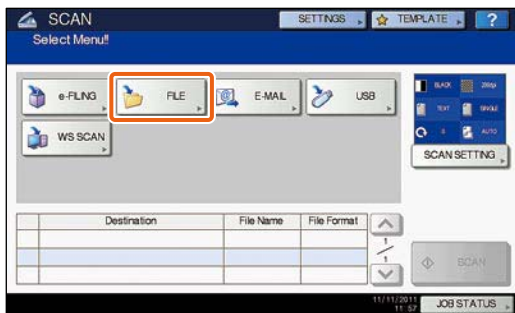 SCAN
SETTINGS
TEMPLATE
?
Select Menu!!
e-FILING
FILE
E-MAIL
USB
BLACK
TEXT
SINGLE
0
AUTO
WS SCAN
SCAN SETTING
Destination
File Name
File Format
1
1
SCAN
11/11/2011
11:57
JOB STATUS